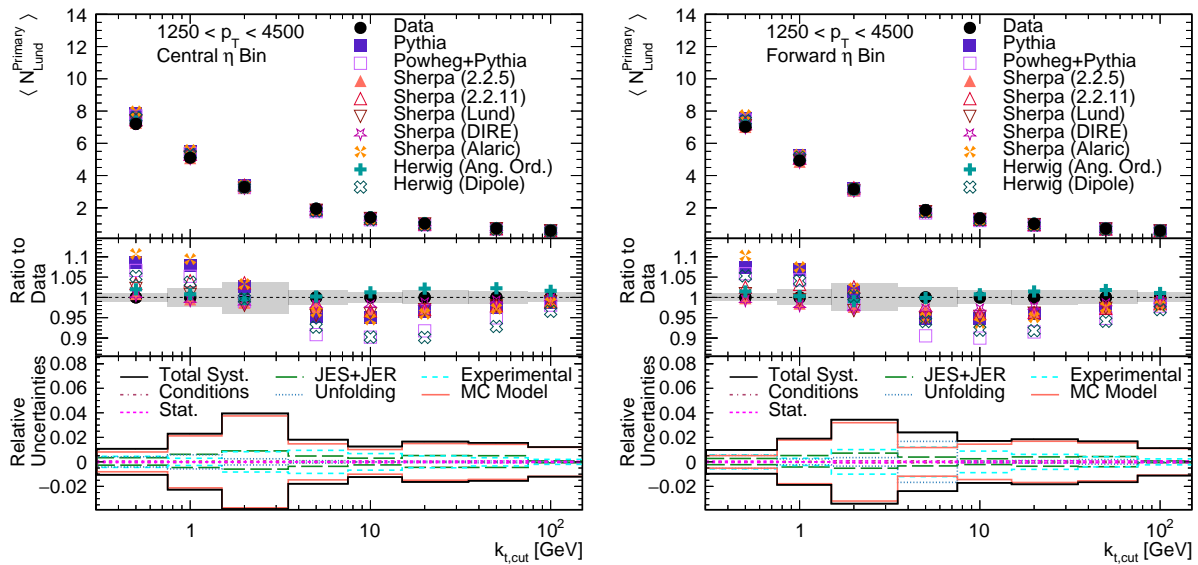 ⟨ N_Lund^Primary ⟩
14
12
10
8
6
4
2
1250 < p_T < 4500
Central η Bin
Data
Pythia
Powheg+Pythia
Sherpa (2.2.5)
Sherpa (2.2.11)
Sherpa (Lund)
Sherpa (DIRE)
Sherpa (Alaric)
Herwig (Ang. Ord.)
Herwig (Dipole)
Ratio to
Data
1.1
1.05
1
0.95
0.9
Relative
Uncertainties
0.08
0.06
0.04
0.02
0
−0.02
Total Syst. JES+JER Experimental
Conditions Unfolding MC Model
Stat.
1 10 10²
k_t,cut [GeV]
⟨ N_Lund^Primary ⟩
14
12
10
8
6
4
2
1250 < p_T < 4500
Forward η Bin
Data
Pythia
Powheg+Pythia
Sherpa (2.2.5)
Sherpa (2.2.11)
Sherpa (Lund)
Sherpa (DIRE)
Sherpa (Alaric)
Herwig (Ang. Ord.)
Herwig (Dipole)
Ratio to
Data
1.1
1.05
1
0.95
0.9
Relative
Uncertainties
0.08
0.06
0.04
0.02
0
−0.02
Total Syst. JES+JER Experimental
Conditions Unfolding MC Model
Stat.
1 10 10²
k_t,cut [GeV]